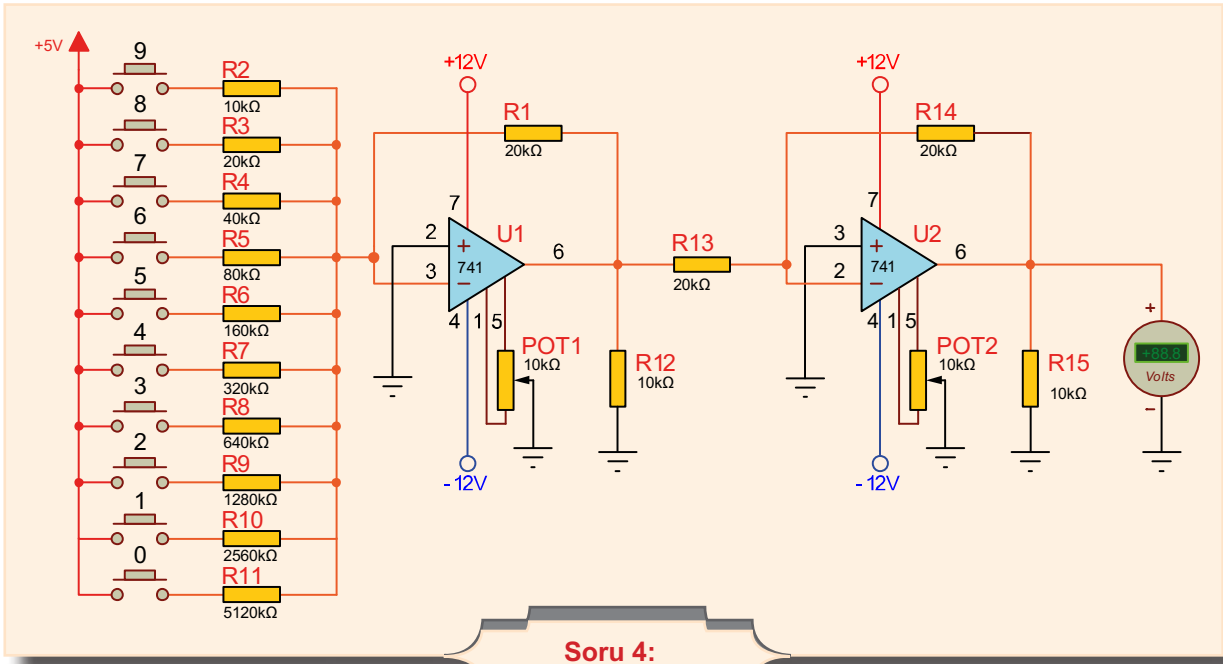 +5V
9
R2
10kΩ
8
R3
20kΩ
7
R4
40kΩ
6
R5
80kΩ
5
R6
160kΩ
4
R7
320kΩ
3
R8
640kΩ
2
R9
1280kΩ
1
R10
2560kΩ
0
R11
5120kΩ
+12V
R1
20kΩ
7
2
+
U1
741
3
−
6
4
1
5
POT1
10kΩ
-12V
R12
10kΩ
R13
20kΩ
+12V
R14
20kΩ
7
3
+
U2
741
2
−
6
4
1
5
POT2
10kΩ
-12V
R15
10kΩ
+
+88.8
Volts
−
Soru 4: